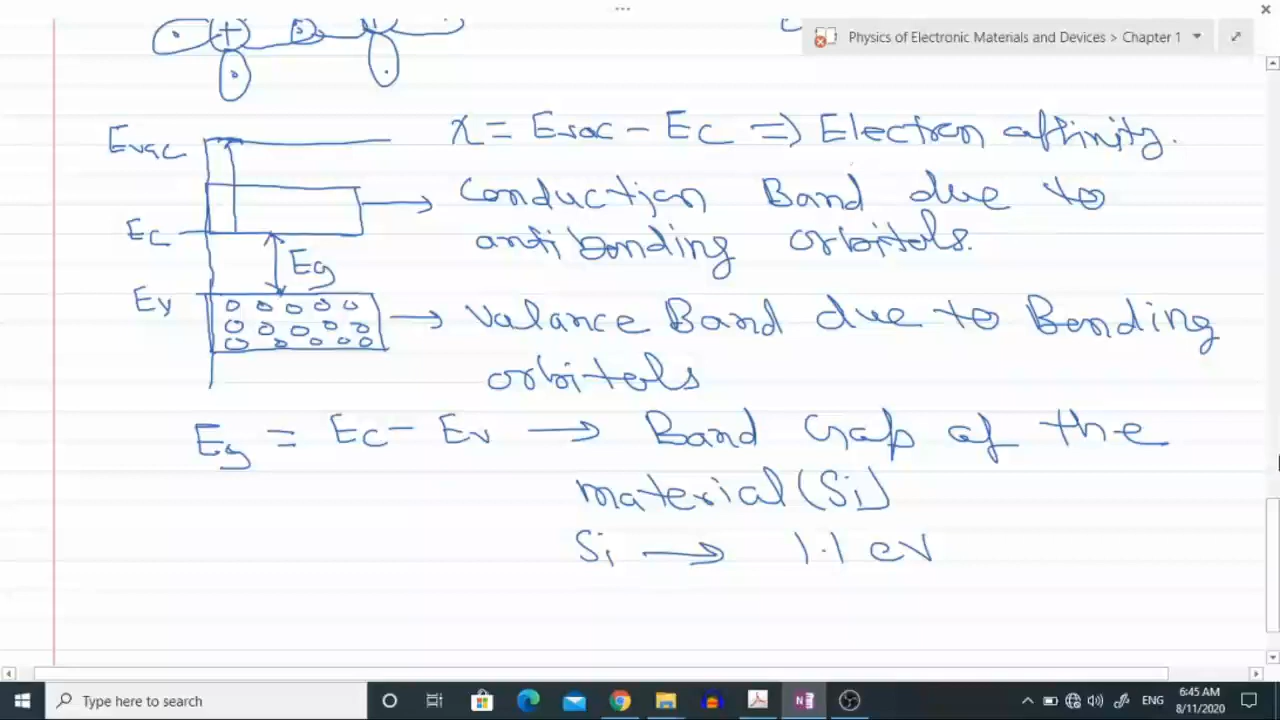 Physics of Electronic Materials and Devices > Chapter 1
Evac
χ = Evac - Ec => Electron affinity.
Conduction Band due to
antibonding orbitals.
Ec
Eg
Ev
Valance Band due to Bonding
orbitals
Eg = Ec - Ev → Band Gap of the
material (Si)
Si → 1.1 eV
Type here to search
ENG
6:45 AM
8/11/2020